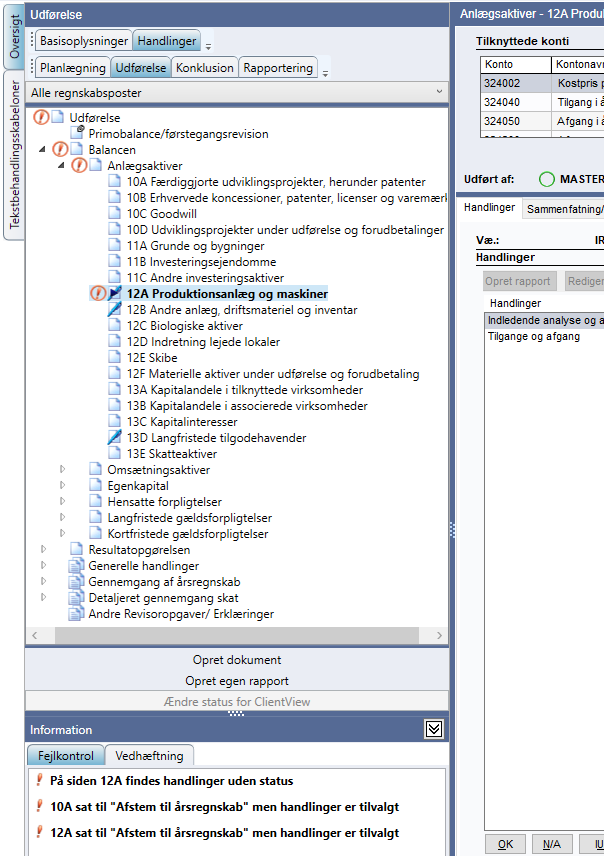 Oversigt
Tekstbehandlingsskabeloner
Udførelse
Basisoplysninger
Handlinger
Planlægning
Udførelse
Konklusion
Rapportering
Alle regnskabsposter
Udførelse
Primobalance/førstegangsrevision
Balancen
Anlægsaktiver
10A Færdiggjorte udviklingsprojekter, herunder patenter
10B Erhvervede koncessioner, patenter, licenser og varemærk
10C Goodwill
10D Udviklingsprojekter under udførelse og forudbetalinger
11A Grunde og bygninger
11B Investeringsejendomme
11C Andre investeringsaktiver
12A Produktionsanlæg og maskiner
12B Andre anlæg, driftsmateriel og inventar
12C Biologiske aktiver
12D Indretning lejede lokaler
12E Skibe
12F Materielle aktiver under udførelse og forudbetaling
13A Kapitalandele i tilknyttede virksomheder
13B Kapitalandele i associerede virksomheder
13C Kapitalinteresser
13D Langfristede tilgodehavender
13E Skatteaktiver
Omsætningsaktiver
Egenkapital
Hensatte forpligtelser
Langfristede gældsforpligtelser
Kortfristede gældsforpligtelser
Resultatopgørelsen
Generelle handlinger
Gennemgang af årsregnskab
Detaljeret gennemgang skat
Andre Revisoropgaver/ Erklæringer
Opret dokument
Opret egen rapport
Ændre status for ClientView
Information
Fejlkontrol
Vedhæftning
På siden 12A findes handlinger uden status
10A sat til "Afstem til årsregnskab" men handlinger er tilvalgt
12A sat til "Afstem til årsregnskab" men handlinger er tilvalgt
Anlægsaktiver - 12A Produ
Tilknyttede konti
Konto Kontonavn
324002 Kostpris p
324040 Tilgang i å
324050 Afgang i å
Udført af: MASTER
Handlinger
Sammenfatning/
Væ.: IR
Handlinger
Opret rapport
Rediger
Handlinger
Indledende analyse og a
Tilgange og afgang
OK
N/A
IU